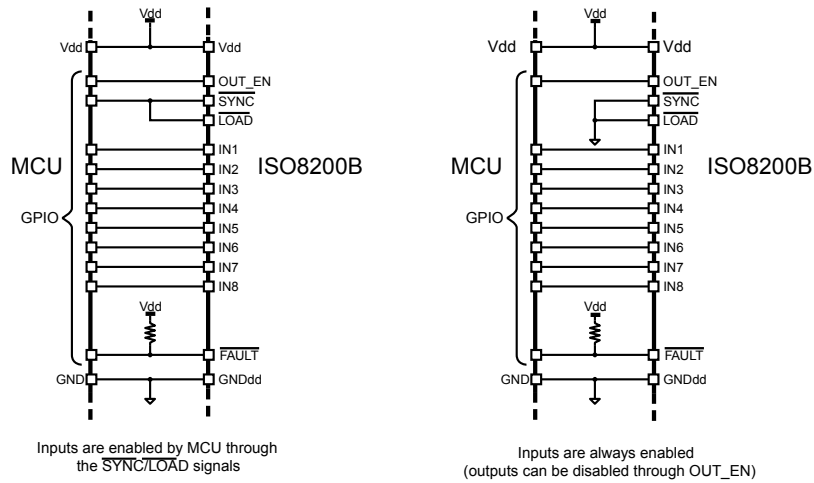 Vdd
Vdd
Vdd
OUT_EN
SYNC
LOAD
IN1
IN2
IN3
IN4
IN5
IN6
IN7
IN8
MCU
ISO8200B
GPIO
Vdd
FAULT
GND
GNDdd
Inputs are enabled by MCU through
the SYNC/LOAD signals
Vdd
Vdd
Vdd
OUT_EN
SYNC
LOAD
IN1
IN2
IN3
IN4
IN5
IN6
IN7
IN8
MCU
ISO8200B
GPIO
Vdd
FAULT
GND
GNDdd
Inputs are always enabled
(outputs can be disabled through OUT_EN)